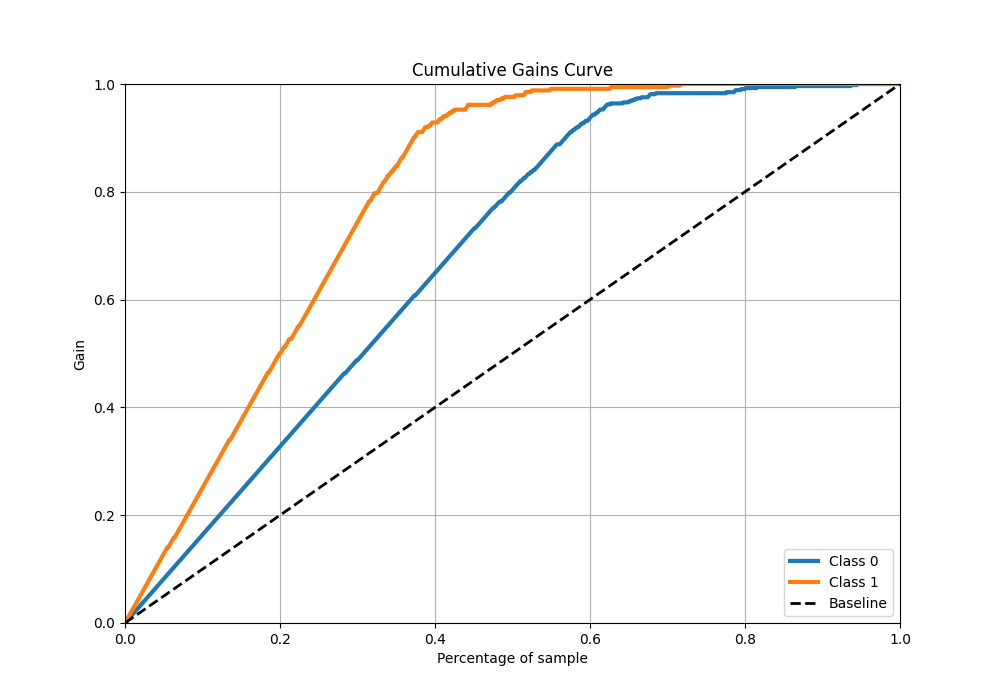 Cumulative Gains Curve
1.0
0.8
0.6
0.4
0.2
0.0
Gain
0.0 0.2 0.4 0.6 0.8 1.0
Percentage of sample
Class 0
Class 1
Baseline